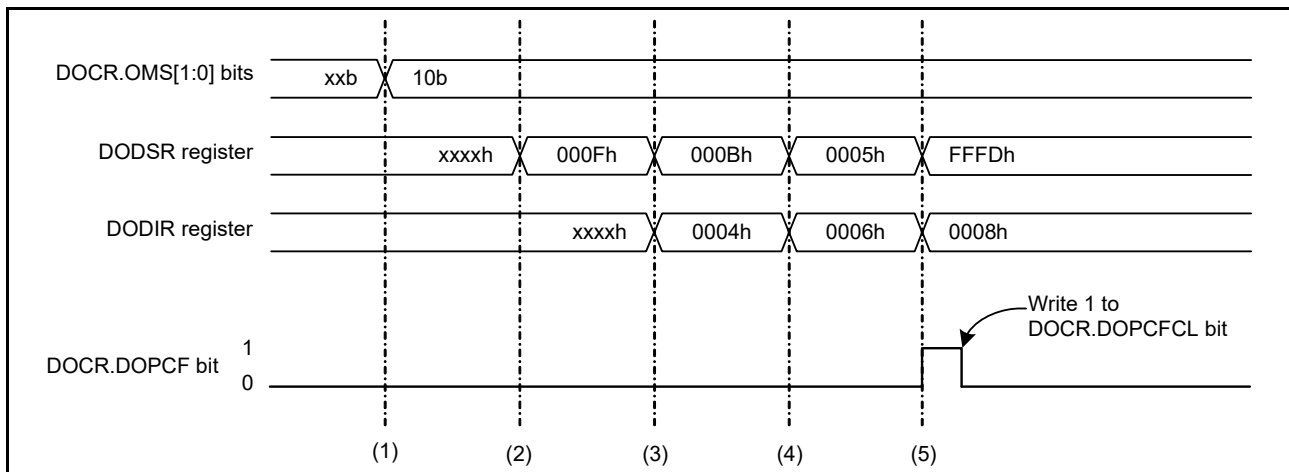 DOCR.OMS[1:0] bits
xxb
10b
DODSR register
xxxxh
000Fh
000Bh
0005h
FFFDh
DODIR register
xxxxh
0004h
0006h
0008h
Write 1 to
DOCR.DOPCFCL bit
DOCR.DOPCF bit
1
0
(1)
(2)
(3)
(4)
(5)